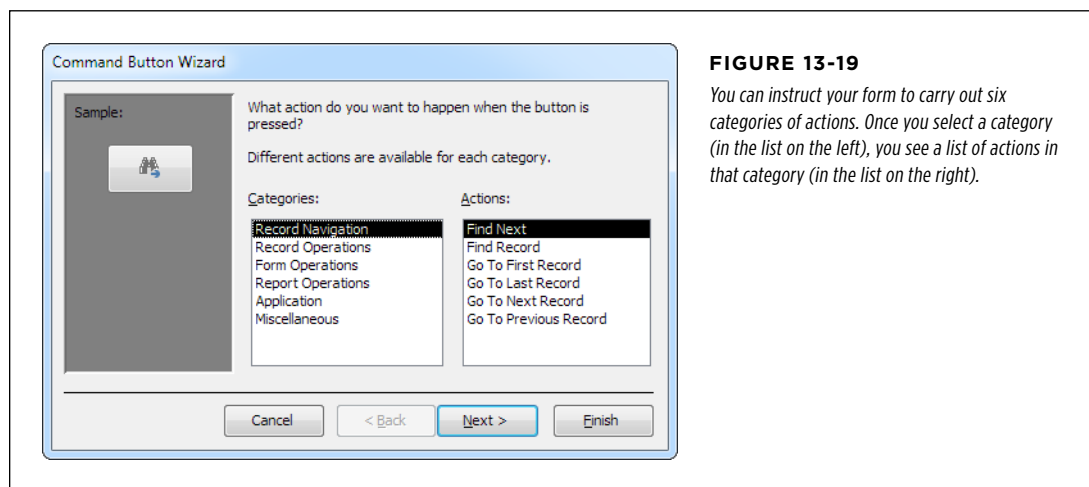 Command Button Wizard
Sample:
What action do you want to happen when the button is
pressed?
Different actions are available for each category.
Categories:
Actions:
Record Navigation
Record Operations
Form Operations
Report Operations
Application
Miscellaneous
Find Next
Find Record
Go To First Record
Go To Last Record
Go To Next Record
Go To Previous Record
Cancel
< Back
Next >
Finish
FIGURE 13-19
You can instruct your form to carry out six
categories of actions. Once you select a category
(in the list on the left), you see a list of actions in
that category (in the list on the right).